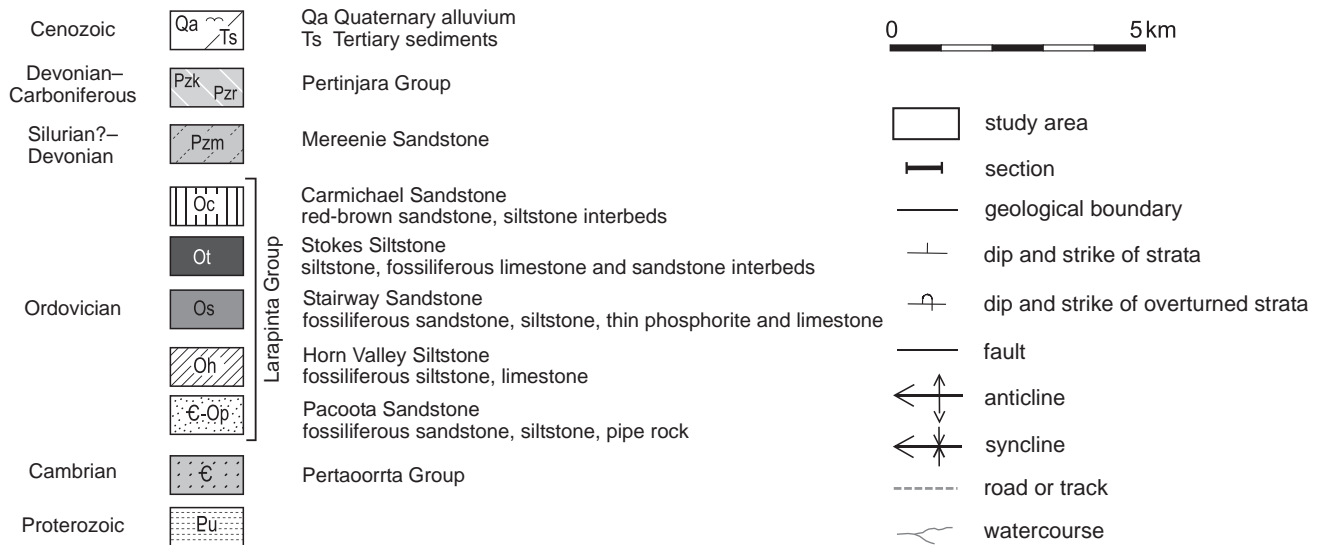 Cenozoic
Qa
Ts
Qa Quaternary alluvium
Ts Tertiary sediments
Devonian–
Carboniferous
Pzk
Pzr
Pertinjara Group
Silurian?–
Devonian
Pzm
Mereenie Sandstone
Ordovician
Larapinta Group
Oc
Carmichael Sandstone
red-brown sandstone, siltstone interbeds
Ot
Stokes Siltstone
siltstone, fossiliferous limestone and sandstone interbeds
Os
Stairway Sandstone
fossiliferous sandstone, siltstone, thin phosphorite and limestone
Oh
Horn Valley Siltstone
fossiliferous siltstone, limestone
Є-Op
Pacoota Sandstone
fossiliferous sandstone, siltstone, pipe rock
Cambrian
Є
Pertaoorrta Group
Proterozoic
Pu
0 5 km
study area
section
geological boundary
dip and strike of strata
dip and strike of overturned strata
fault
anticline
syncline
road or track
watercourse